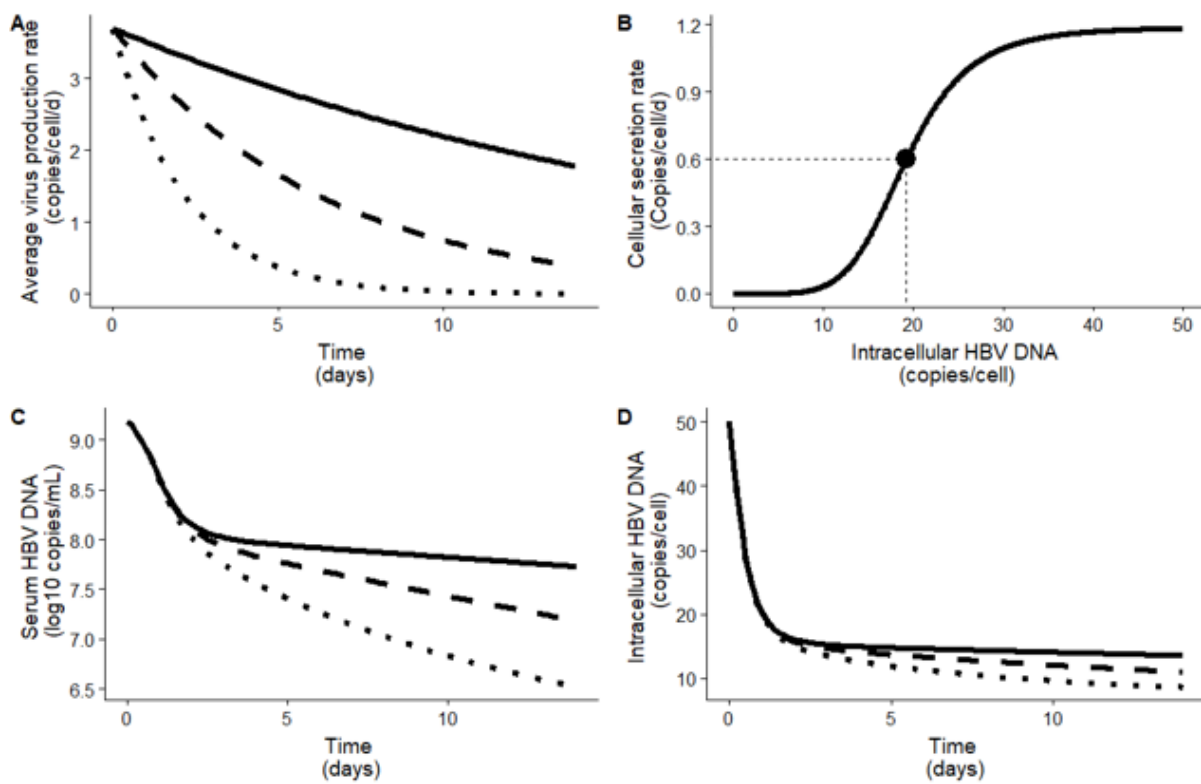 A
Average virus production rate
(copies/cell/d)
3
2
1
0
0 5 10
Time
(days)
B
Cellular secretion rate
(Copies/cell/d)
1.2
0.9
0.6
0.3
0.0
0 10 20 30 40 50
Intracellular HBV DNA
(copies/cell)
C
Serum HBV DNA
(log10 copies/mL)
9.0
8.5
8.0
7.5
7.0
6.5
0 5 10
Time
(days)
D
Intracellular HBV DNA
(copies/cell)
50
40
30
20
10
0 5 10
Time
(days)